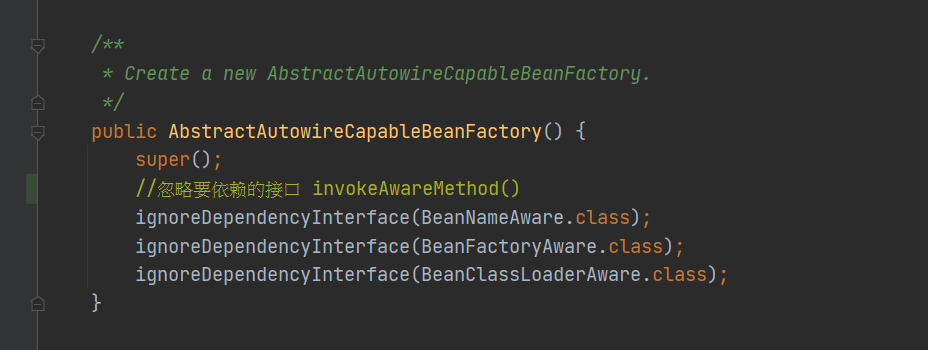 /**
 * Create a new AbstractAutowireCapableBeanFactory.
 */
public AbstractAutowireCapableBeanFactory() {
    super();
    //忽略要依赖的接口 invokeAwareMethod()
    ignoreDependencyInterface(BeanNameAware.class);
    ignoreDependencyInterface(BeanFactoryAware.class);
    ignoreDependencyInterface(BeanClassLoaderAware.class);
}